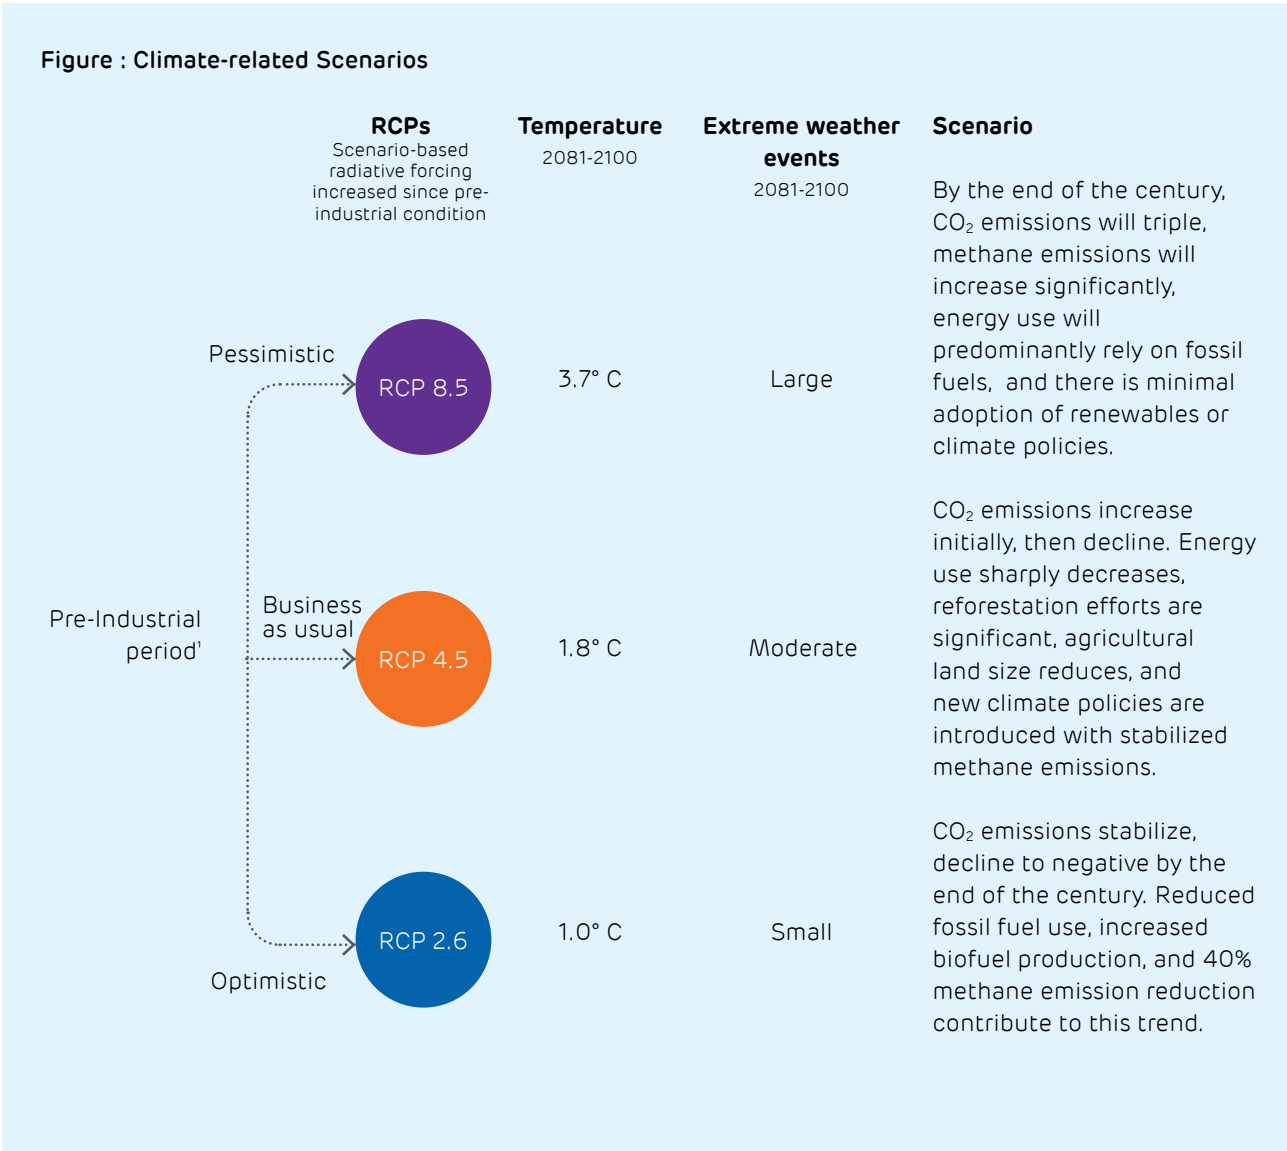 Figure : Climate-related Scenarios
RCPs
Scenario-based
radiative forcing
increased since pre-
industrial condition
Temperature
2081-2100
Extreme weather
events
2081-2100
Scenario
Pessimistic
RCP 8.5
3.7° C
Large
By the end of the century,
CO₂ emissions will triple,
methane emissions will
increase significantly,
energy use will
predominantly rely on fossil
fuels,  and there is minimal
adoption of renewables or
climate policies.
Pre-Industrial
period¹
Business
as usual
RCP 4.5
1.8° C
Moderate
CO₂ emissions increase
initially, then decline. Energy
use sharply decreases,
reforestation efforts are
significant, agricultural
land size reduces, and
new climate policies are
introduced with stabilized
methane emissions.
Optimistic
RCP 2.6
1.0° C
Small
CO₂ emissions stabilize,
decline to negative by the
end of the century. Reduced
fossil fuel use, increased
biofuel production, and 40%
methane emission reduction
contribute to this trend.